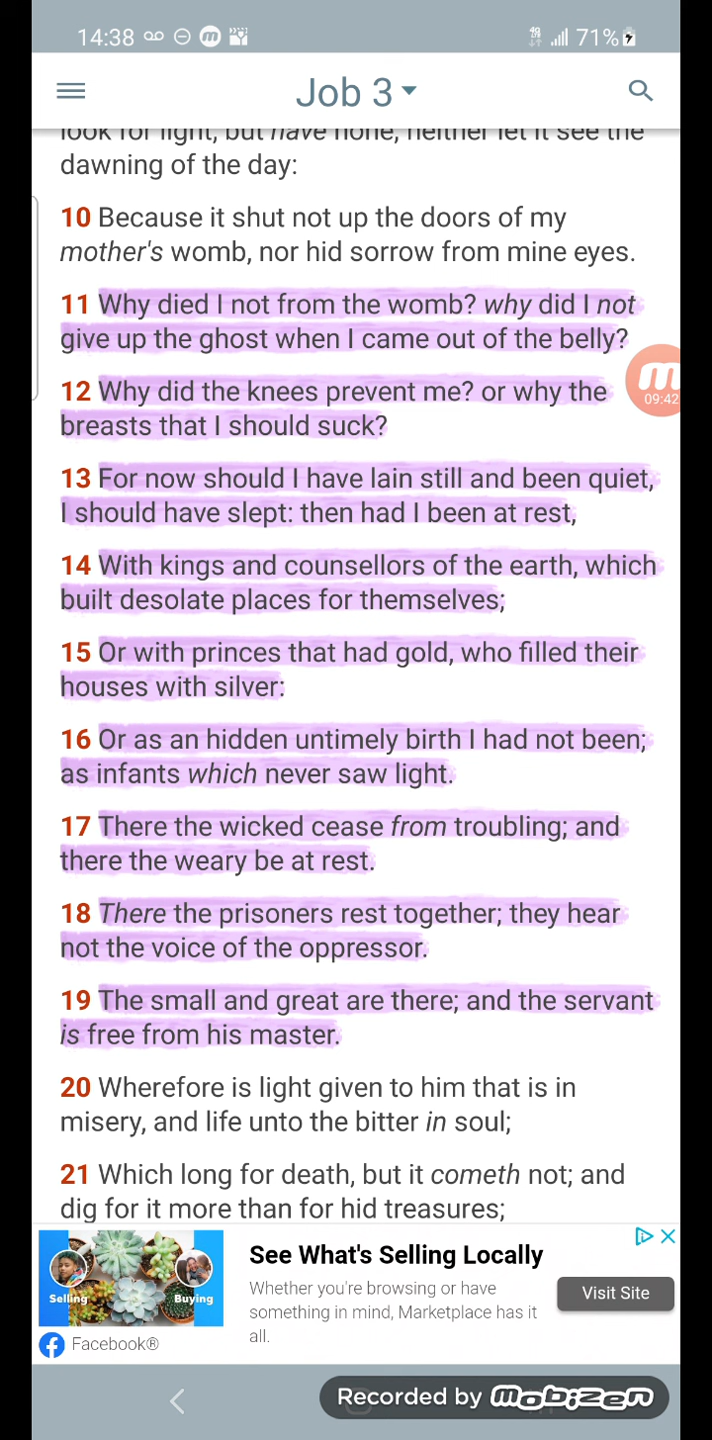 14:38
71%
Job 3
look for light, but have none, neither let it see the
dawning of the day:
10 Because it shut not up the doors of my
mother's womb, nor hid sorrow from mine eyes.
11 Why died I not from the womb? why did I not
give up the ghost when I came out of the belly?
12 Why did the knees prevent me? or why the
breasts that I should suck?
m
09:42
13 For now should I have lain still and been quiet,
I should have slept: then had I been at rest,
14 With kings and counsellors of the earth, which
built desolate places for themselves;
15 Or with princes that had gold, who filled their
houses with silver:
16 Or as an hidden untimely birth I had not been;
as infants which never saw light.
17 There the wicked cease from troubling; and
there the weary be at rest.
18 There the prisoners rest together; they hear
not the voice of the oppressor.
19 The small and great are there; and the servant
is free from his master.
20 Wherefore is light given to him that is in
misery, and life unto the bitter in soul;
21 Which long for death, but it cometh not; and
dig for it more than for hid treasures;
Selling
Buying
Facebook®
See What's Selling Locally
Whether you're browsing or have
something in mind, Marketplace has it
all.
Visit Site
Recorded by mobizen